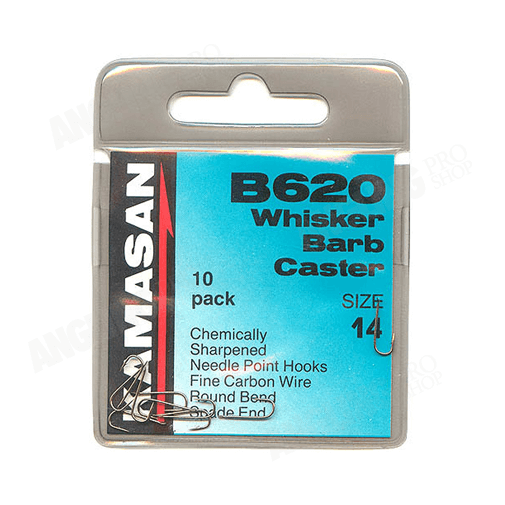 KAMASAN
B620
Whisker
Barb
Caster
10
pack
SIZE
14
Chemically
Sharpened
Needle Point Hooks
Fine Carbon Wire
Round Bend
Spade End